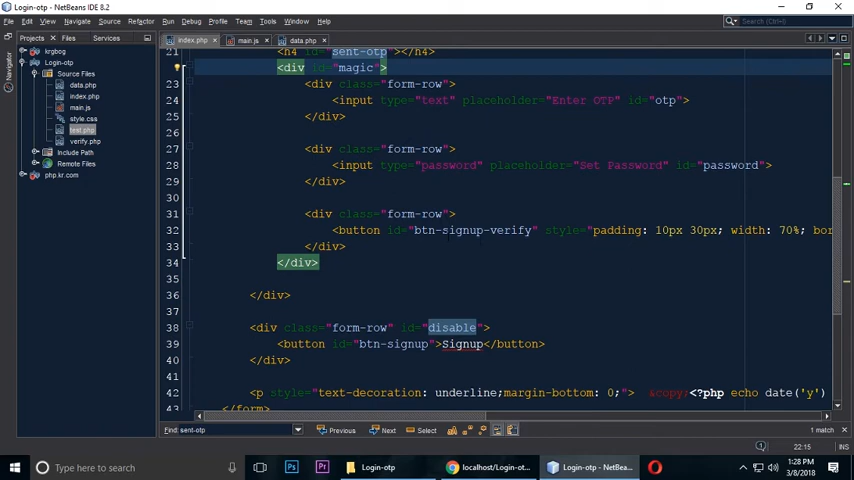 Login-otp - NetBeans IDE 8.2
File Edit View Navigate Source Refactor Run Debug Profile Team Tools Window Help
Search (Ctrl+I)
Projects Files Services
index.php main.js data.php
Navigator
krgbog
Login-otp
Source Files
data.php
index.php
main.js
style.css
test.php
verify.php
Include Path
Remote Files
php.kr.com
21 <h4 id="sent-otp"></h4>
<div id="magic">
23 <div class="form-row">
24 <input type="text" placeholder="Enter OTP" id="otp">
25 </div>
26
27 <div class="form-row">
28 <input type="password" placeholder="Set Password" id="password">
29 </div>
30
31 <div class="form-row">
32 <button id="btn-signup-verify" style="padding: 10px 30px; width: 70%; bor
33 </div>
34 </div>
35
36 </div>
37
38 <div class="form-row" id="disable">
39 <button id="btn-signup">Signup</button>
40 </div>
41
42 <p style="text-decoration: underline;margin-bottom: 0;"> &copy;<?php echo date('y')
43 </form>
Find: sent-otp Previous Next Select 1 match
1 22:15 INS
Type here to search
Ps Pr Login-otp localhost/Login-ot... Login-otp - NetBea...
1:28 PM
3/8/2018